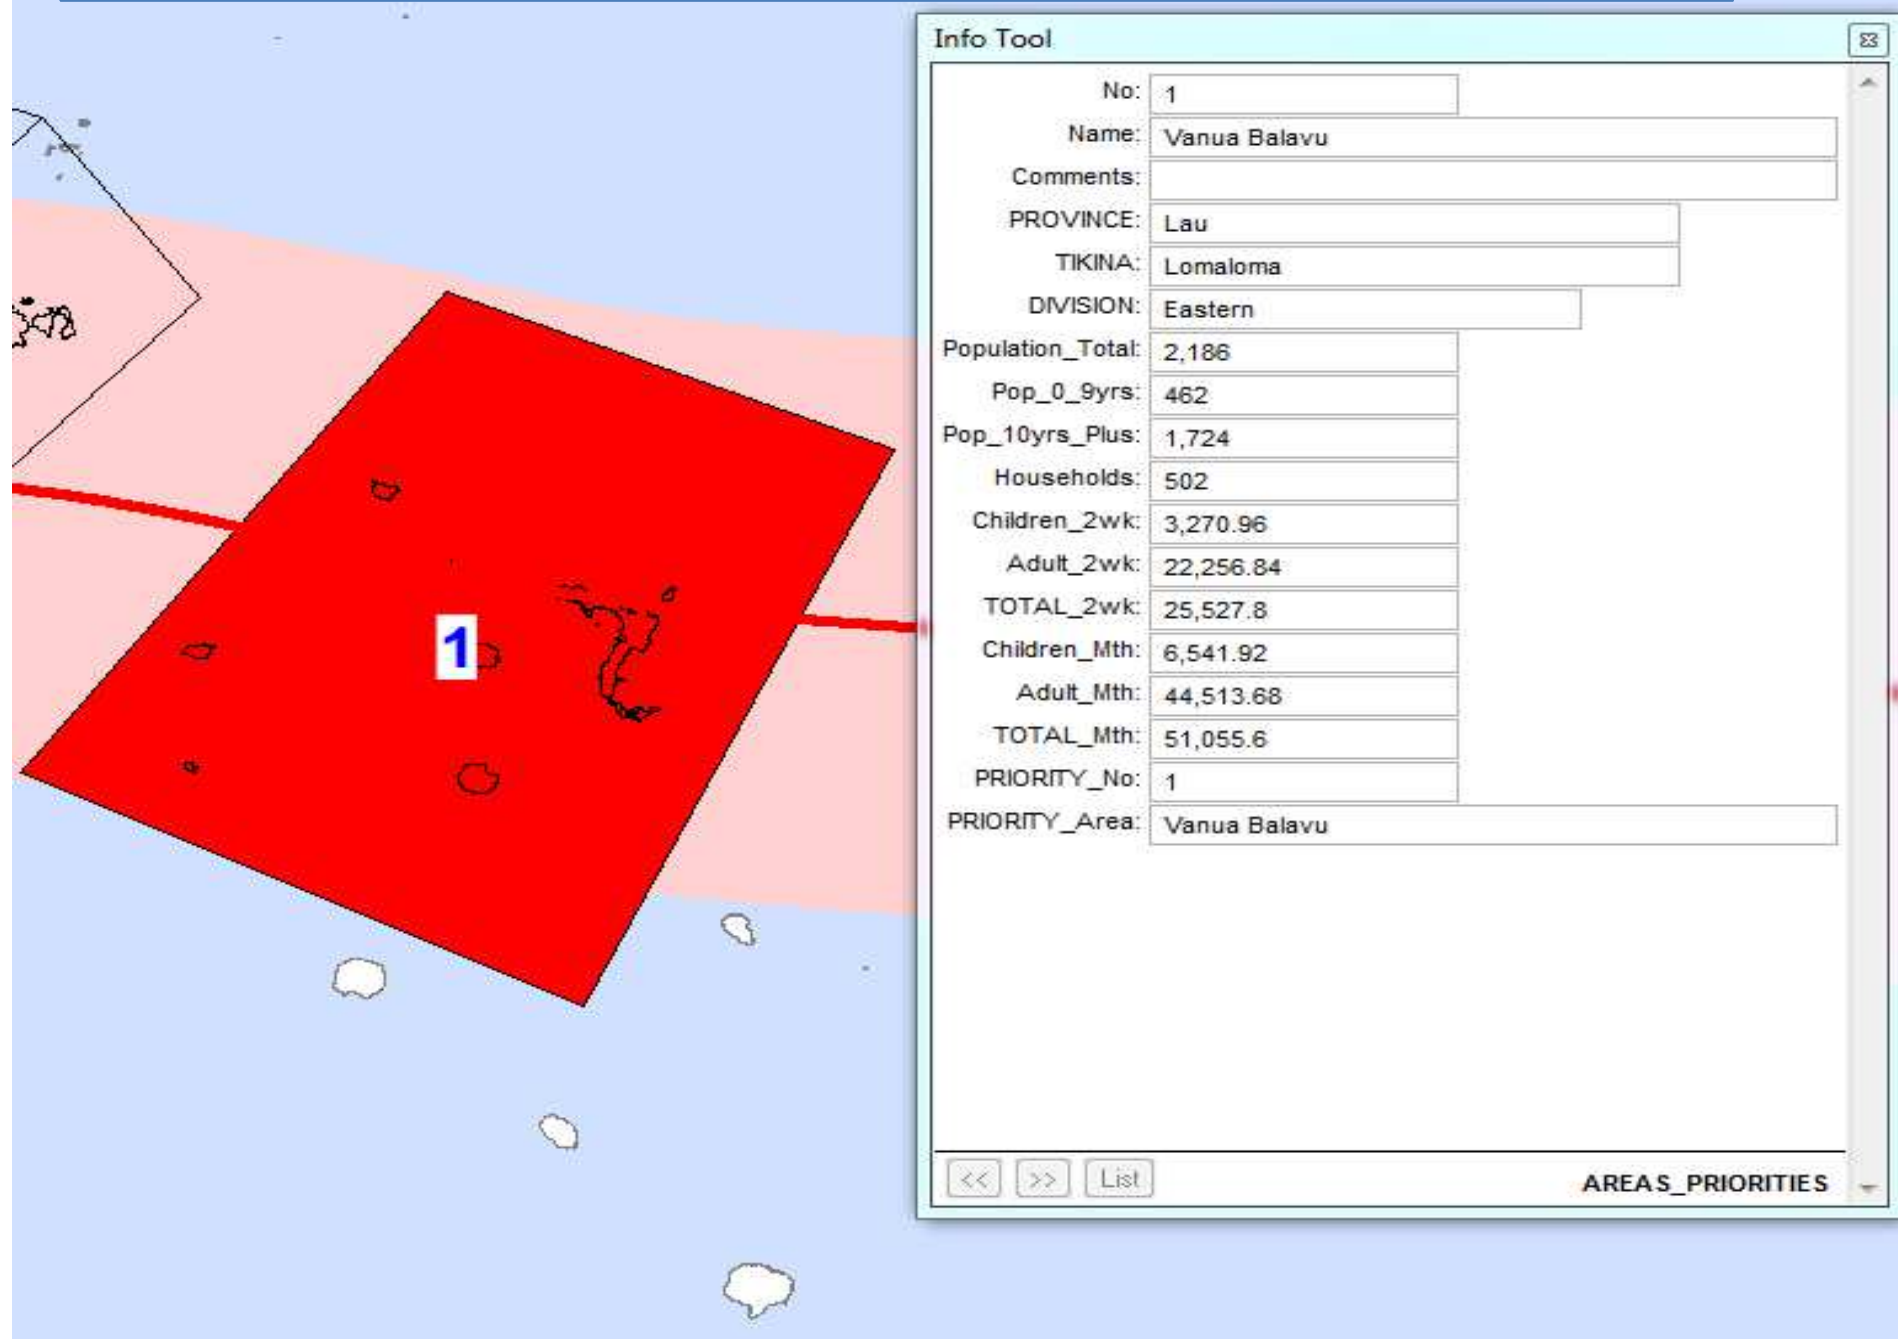 Info Tool
No: 1
Name: Vanua Balavu
Comments:
PROVINCE: Lau
TIKINA: Lomaloma
DIVISION: Eastern
Population_Total: 2,186
Pop_0_9yrs: 462
Pop_10yrs_Plus: 1,724
Households: 502
Children_2wk: 3,270.96
Adult_2wk: 22,256.84
TOTAL_2wk: 25,527.8
Children_Mth: 6,541.92
Adult_Mth: 44,513.68
TOTAL_Mth: 51,055.6
PRIORITY_No: 1
PRIORITY_Area: Vanua Balavu
<< >> List AREAS_PRIORITIES
1